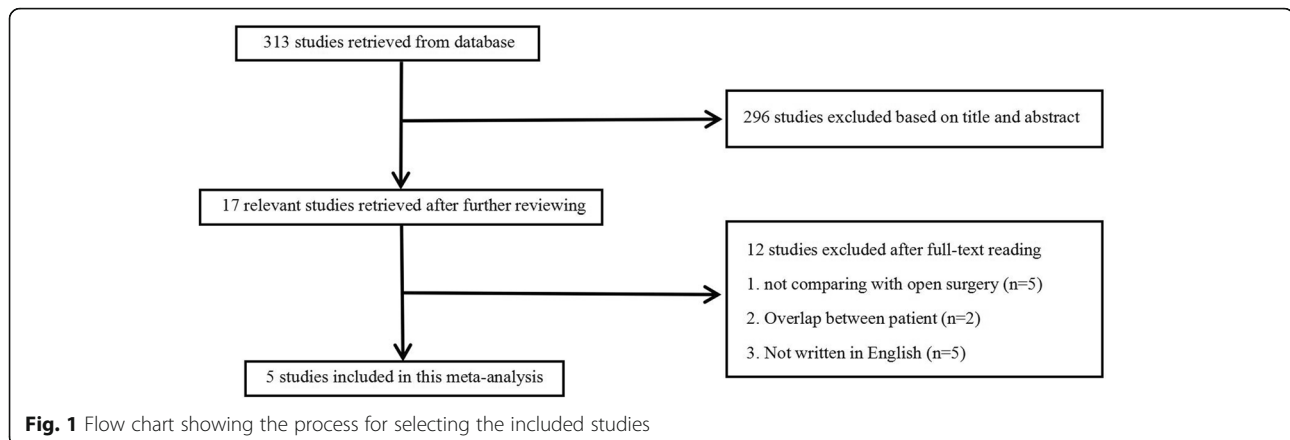 313 studies retrieved from database
296 studies excluded based on title and abstract
17 relevant studies retrieved after further reviewing
12 studies excluded after full-text reading
1. not comparing with open surgery (n=5)
2. Overlap between patient (n=2)
3. Not written in English (n=5)
5 studies included in this meta-analysis
Fig. 1 Flow chart showing the process for selecting the included studies